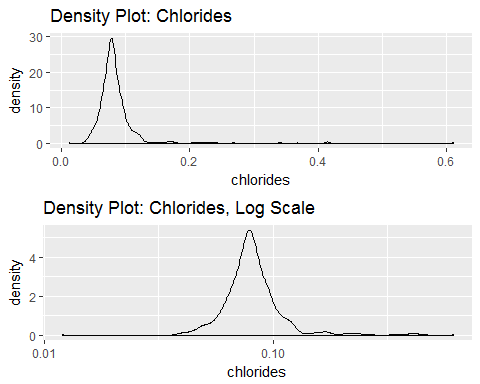 Density Plot: Chlorides
30
20
10
0
density
0.0 0.2 0.4 0.6
chlorides
Density Plot: Chlorides, Log Scale
4
2
0
density
0.01 0.10
chlorides